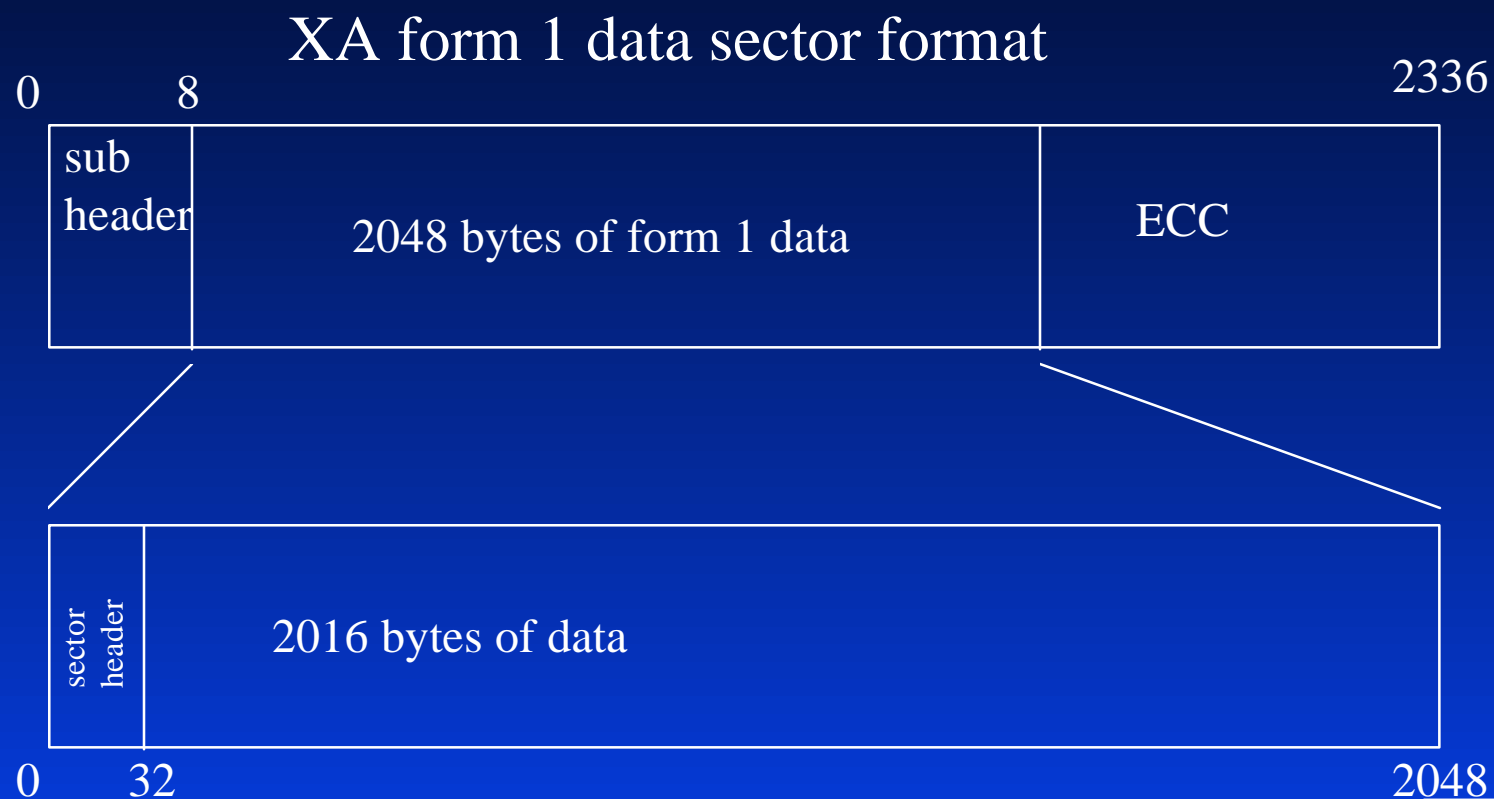 XA form 1 data sector format
0 8 2336
sub
header
2048 bytes of form 1 data
ECC
sector
header
2016 bytes of data
0 32 2048